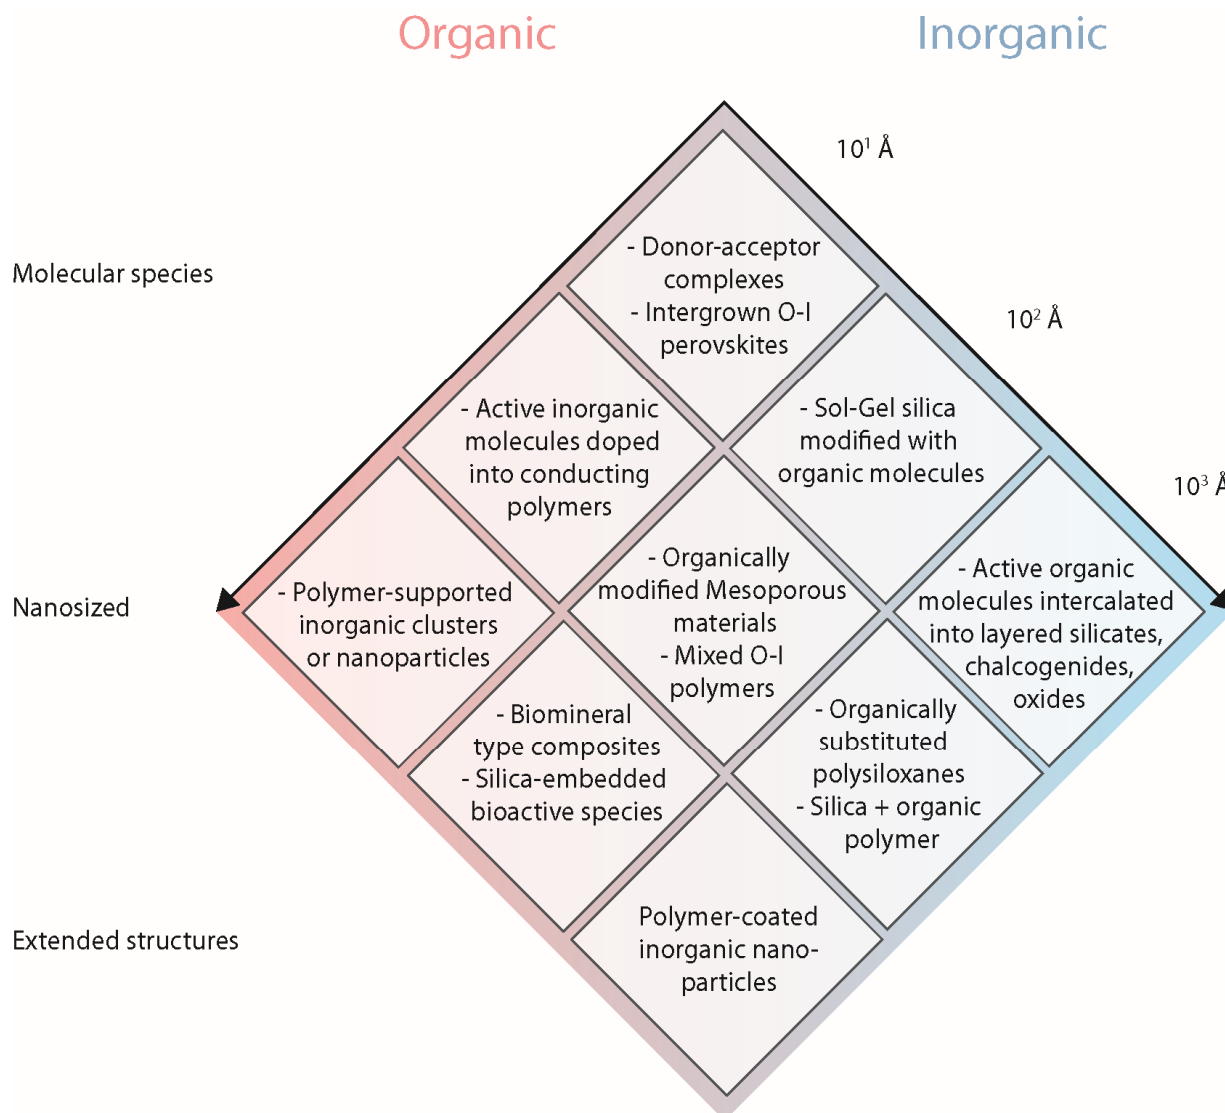 Organic
Inorganic
10¹ Å
Molecular species
- Donor-acceptor
complexes
- Intergrown O-I
perovskites
10² Å
- Active inorganic
molecules doped
into conducting
polymers
- Sol-Gel silica
modified with
organic molecules
10³ Å
Nanosized
- Polymer-supported
inorganic clusters
or nanoparticles
- Organically
modified Mesoporous
materials
- Mixed O-I
polymers
- Active organic
molecules intercalated
into layered silicates,
chalcogenides,
oxides
- Biomineral
type composites
- Silica-embedded
bioactive species
- Organically
substituted
polysiloxanes
- Silica + organic
polymer
Extended structures
Polymer-coated
inorganic nano-
particles